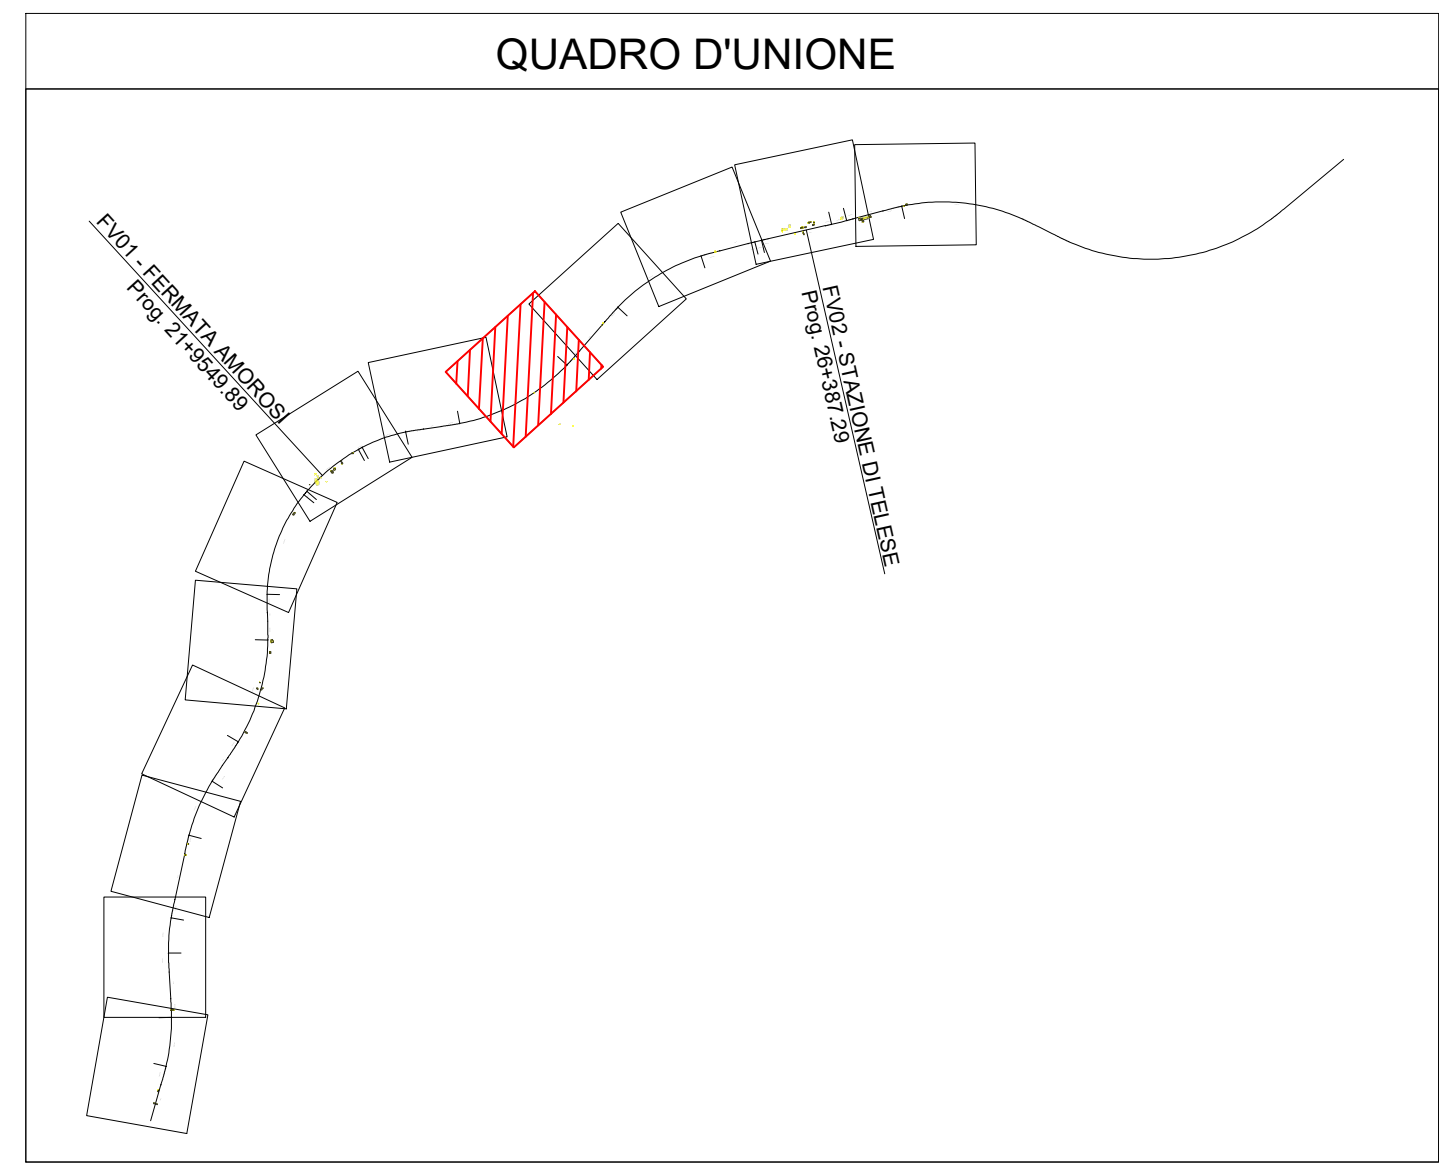 QUADRO D'UNIONE
FV01 - FERMATA AMOROSI
Prog. 21+9549.89
FV02 - STAZIONE DI TELESE
Prog. 26+387.29